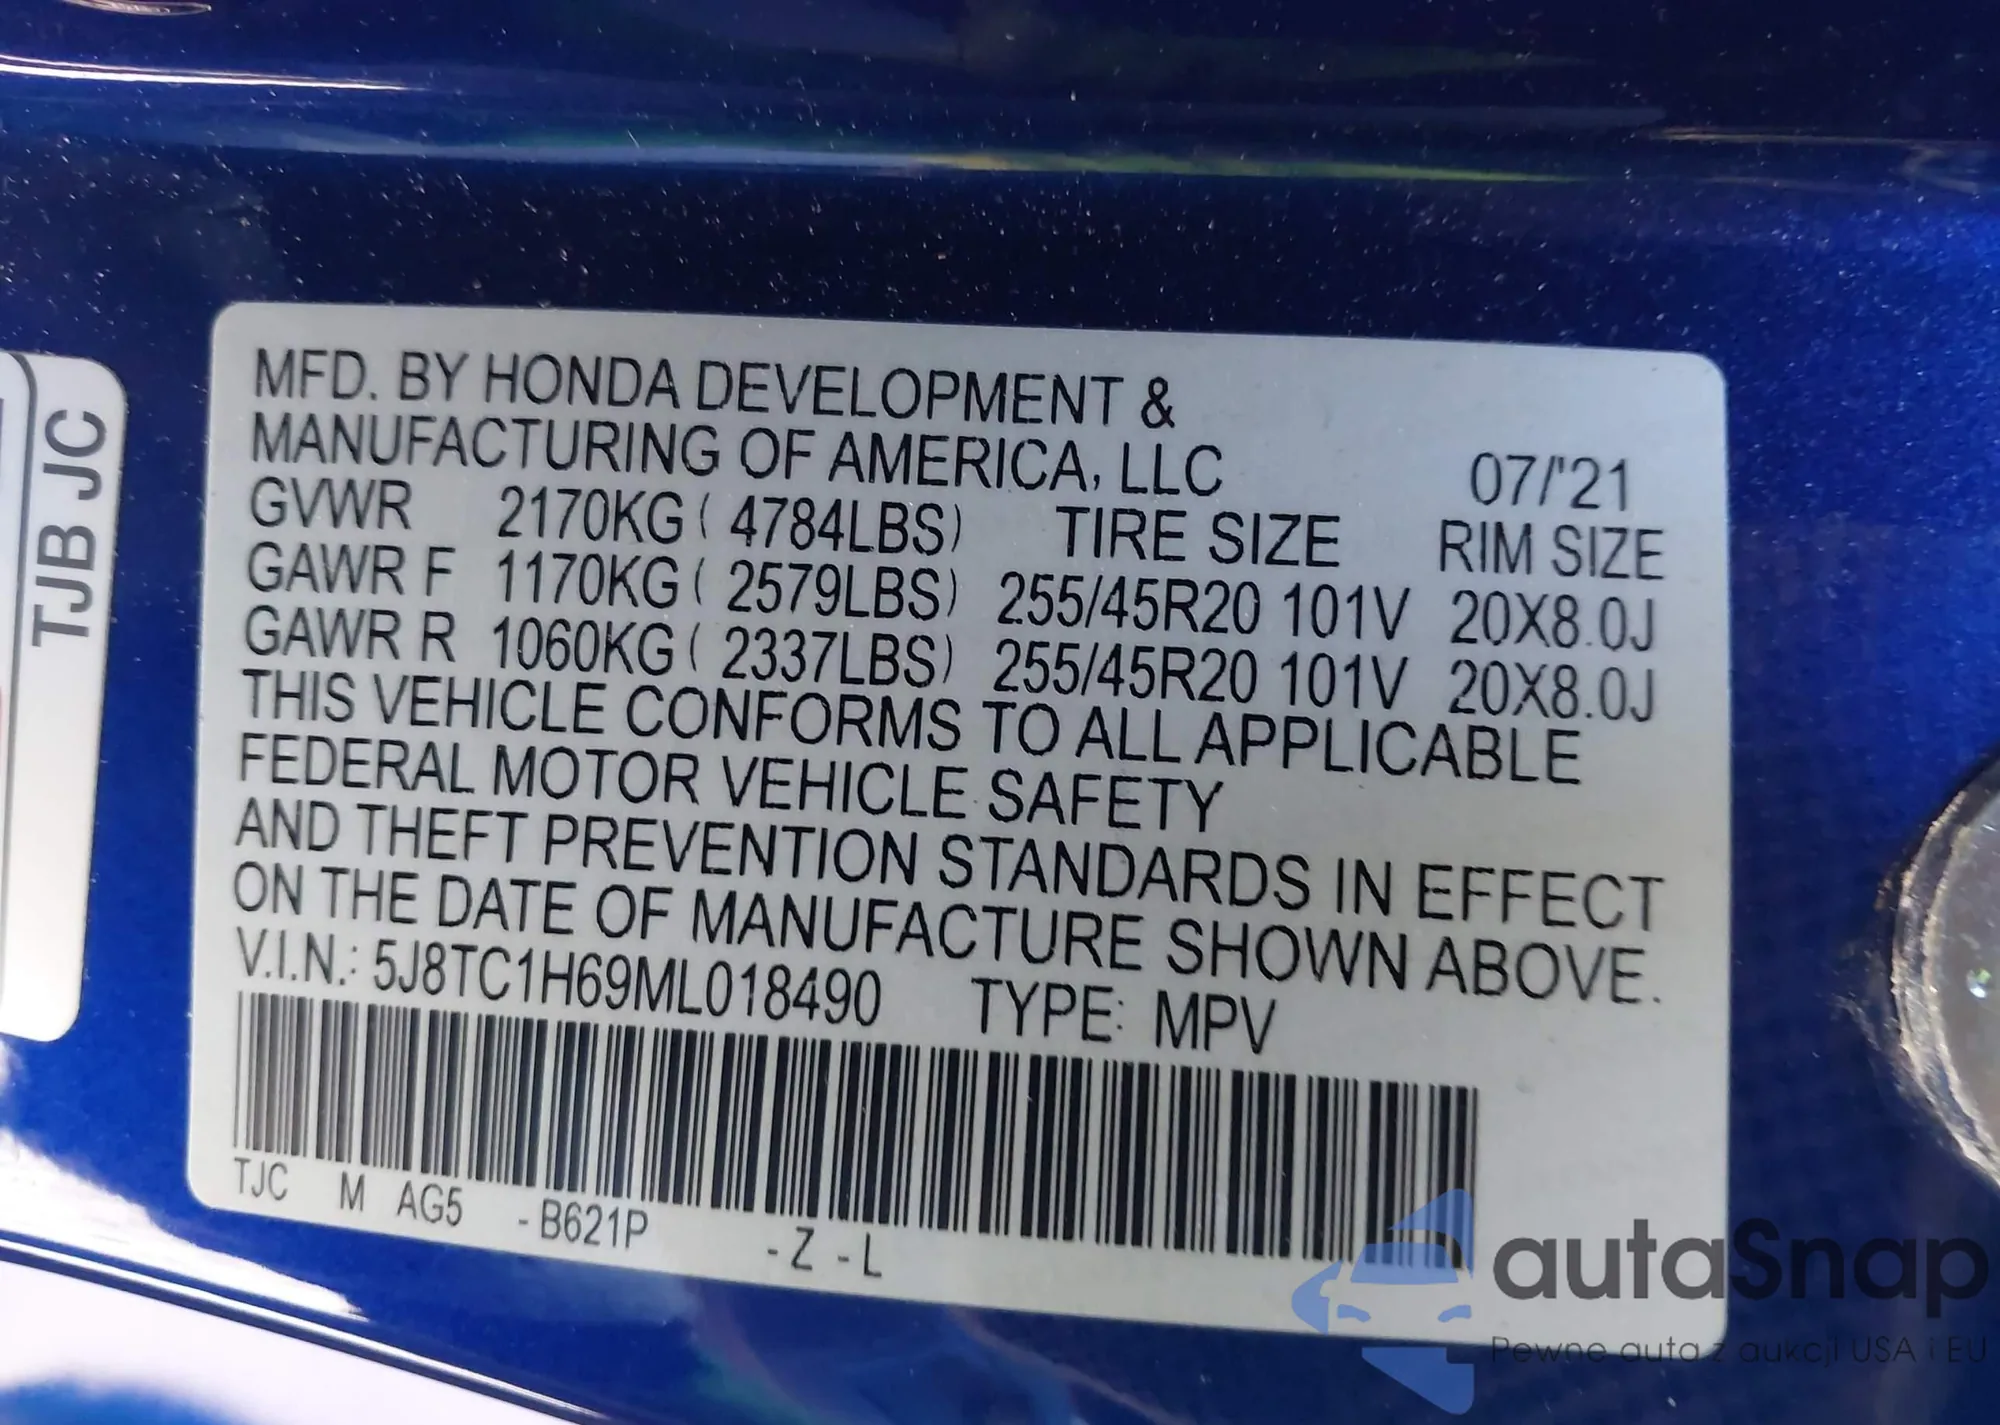 TJB JC
MFD. BY HONDA DEVELOPMENT &
MANUFACTURING OF AMERICA, LLC 07/'21
GVWR 2170KG ( 4784LBS) TIRE SIZE RIM SIZE
GAWR F 1170KG ( 2579LBS) 255/45R20 101V 20X8.0J
GAWR R 1060KG ( 2337LBS) 255/45R20 101V 20X8.0J
THIS VEHICLE CONFORMS TO ALL APPLICABLE
FEDERAL MOTOR VEHICLE SAFETY
AND THEFT PREVENTION STANDARDS IN EFFECT
ON THE DATE OF MANUFACTURE SHOWN ABOVE.
V.I.N.: 5J8TC1H69ML018490 TYPE: MPV
TJC M AG5 -B621P -Z -L
autaSnap
Pewne auta z aukcji USA i EU